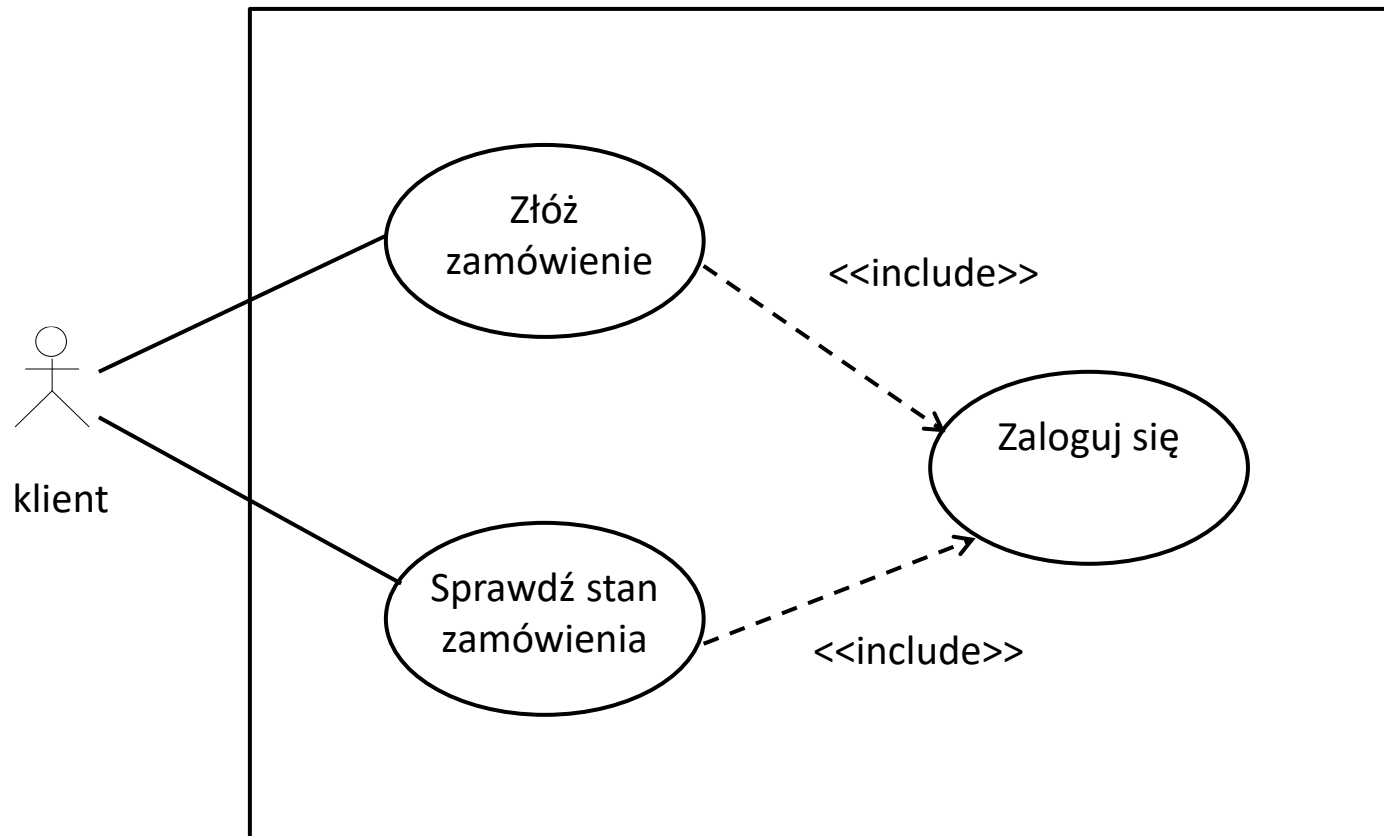 Złóż
zamówienie
<<include>>
Zaloguj się
klient
Sprawdź stan
zamówienia
<<include>>